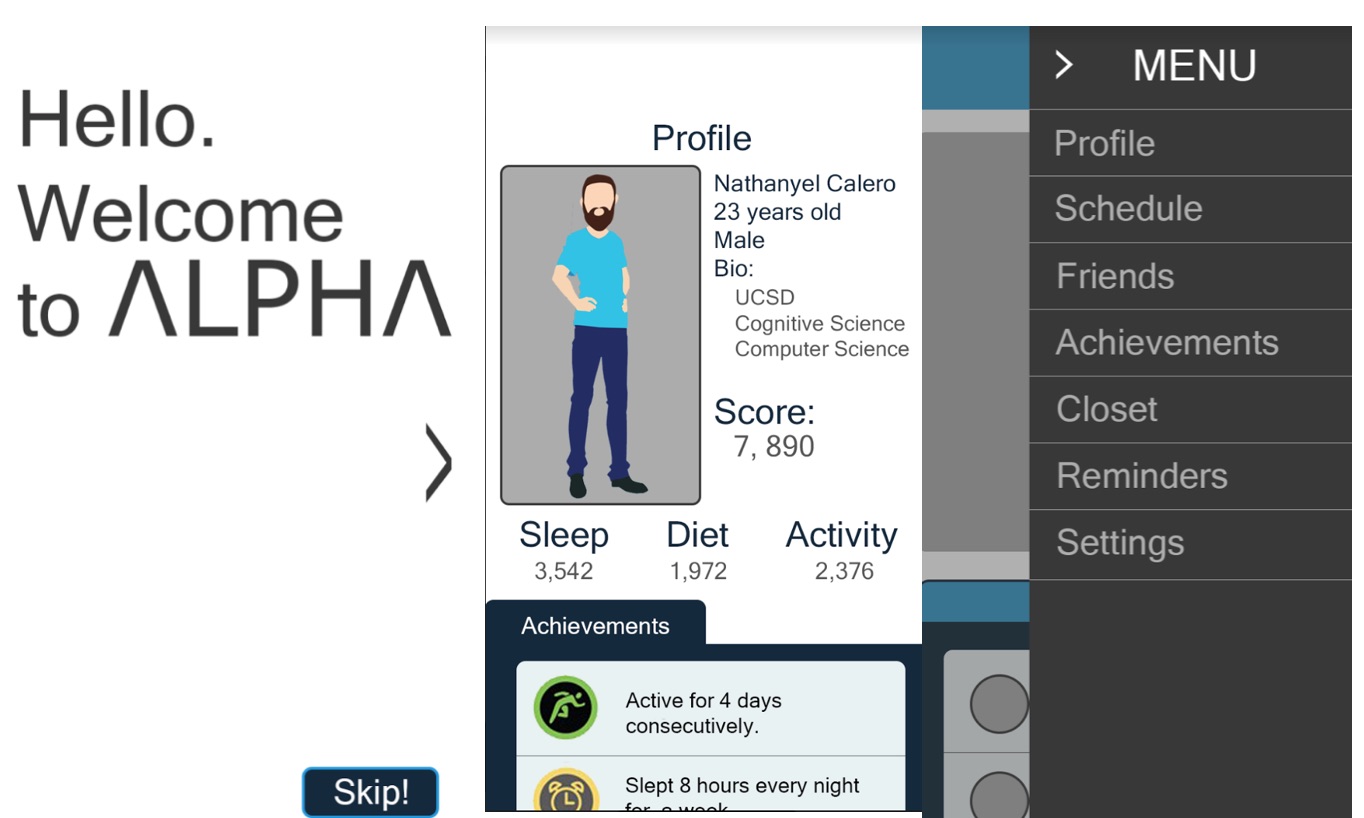 Hello.
Welcome
to ΛLPHΛ
Skip!
Profile
Nathanyel Calero
23 years old
Male
Bio:
UCSD
Cognitive Science
Computer Science
Score:
7, 890
Sleep Diet Activity
3,542 1,972 2,376
Achievements
Active for 4 days
consecutively.
Slept 8 hours every night
for a week
MENU
Profile
Schedule
Friends
Achievements
Closet
Reminders
Settings